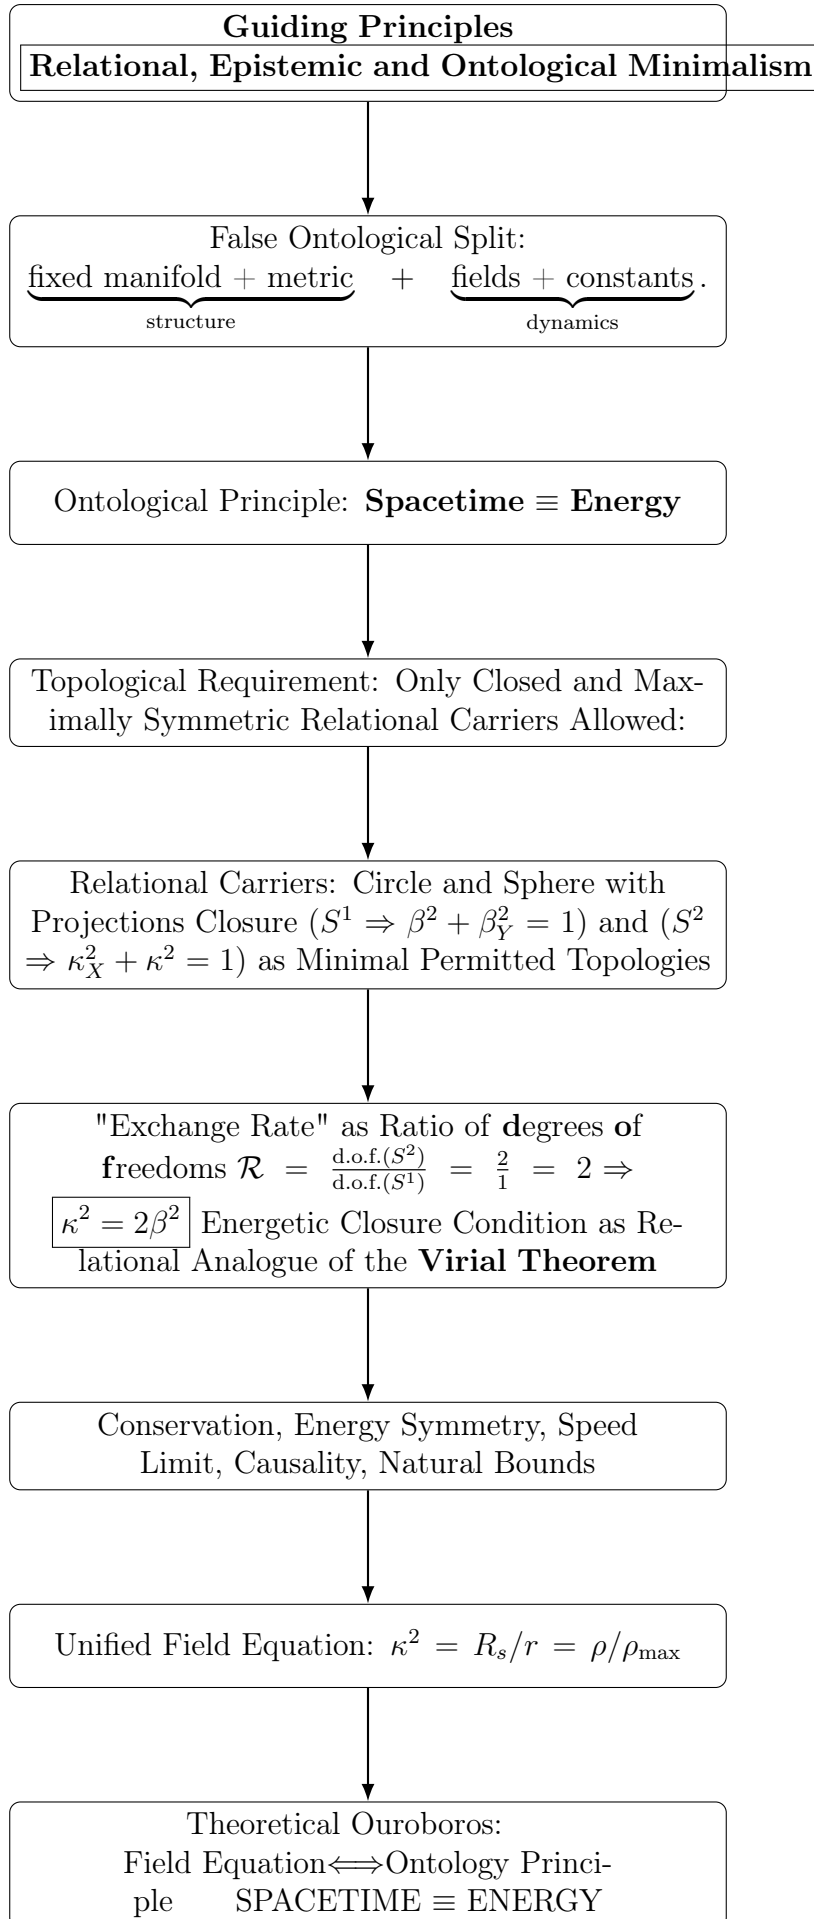 Guiding Principles
Relational, Epistemic and Ontological Minimalism
False Ontological Split:
fixed manifold + metric + fields + constants.
structure dynamics
Ontological Principle: Spacetime ≡ Energy
Topological Requirement: Only Closed and Max-
imally Symmetric Relational Carriers Allowed:
Relational Carriers: Circle and Sphere with
Projections Closure (S¹ ⇒ β² + β_Y² = 1) and (S²
⇒ κ_X² + κ² = 1) as Minimal Permitted Topologies
"Exchange Rate" as Ratio of degrees of
freedoms ℛ = d.o.f.(S²)/d.o.f.(S¹) = 2/1 = 2 ⇒
κ² = 2β² Energetic Closure Condition as Re-
lational Analogue of the Virial Theorem
Conservation, Energy Symmetry, Speed
Limit, Causality, Natural Bounds
Unified Field Equation: κ² = R_s/r = ρ/ρ_max
Theoretical Ouroboros:
Field Equation⟺Ontology Princi-
ple SPACETIME ≡ ENERGY